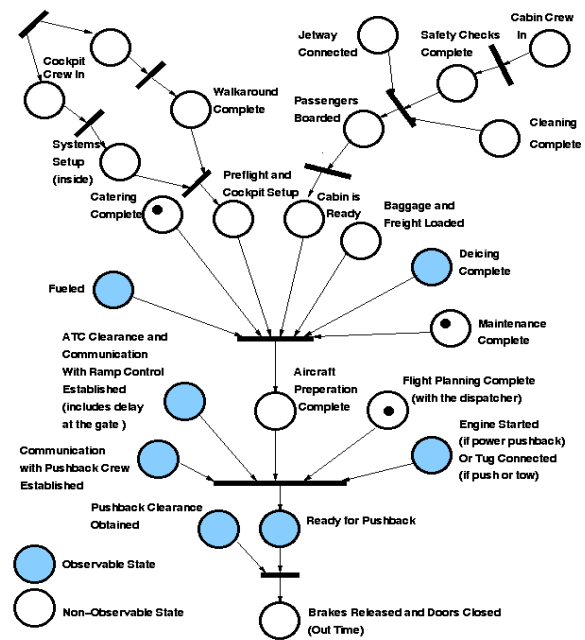 Cockpit
Crew In
Walkaround
Complete
Systems
Setup
(inside)
Jetway
Connected
Safety Checks
Complete
Cabin Crew
In
Passengers
Boarded
Cleaning
Complete
Catering
Complete
Preflight and
Cockpit Setup
Cabin is
Ready
Baggage and
Freight Loaded
Deicing
Complete
Fueled
Maintenance
Complete
ATC Clearance and
Communication
With Ramp Control
Established
(includes delay
at the gate )
Aircraft
Preperation
Complete
Flight Planning Complete
(with the dispatcher)
Engine Started
(if power pushback)
Or Tug Connected
(if push or tow)
Communication
with Pushback Crew
Established
Pushback Clearance
Obtained
Ready for Pushback
Observable State
Non–Observable State
Brakes Released and Doors Closed
(Out Time)